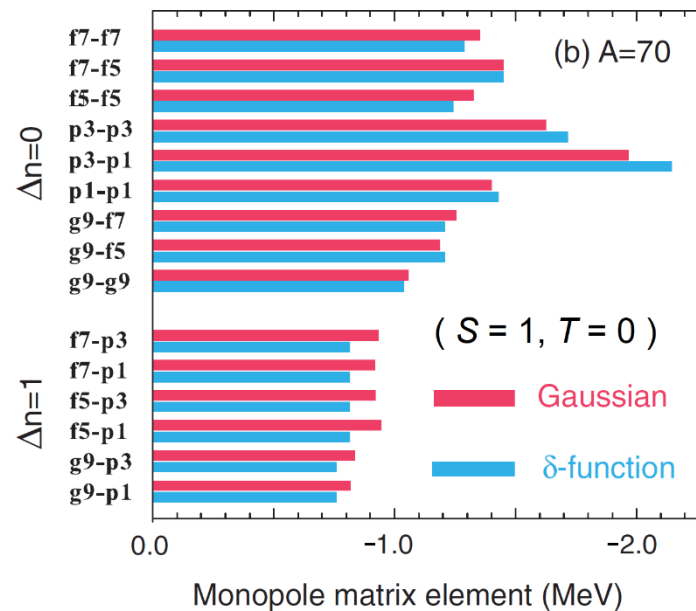 f7-f7
(b) A=70
f7-f5
f5-f5
p3-p3
p3-p1
p1-p1
g9-f7
g9-f5
g9-g9
Δn=0
f7-p3
( S = 1, T = 0 )
f7-p1
f5-p3
Gaussian
f5-p1
g9-p3
δ-function
g9-p1
Δn=1
0.0 −1.0 −2.0
Monopole matrix element (MeV)